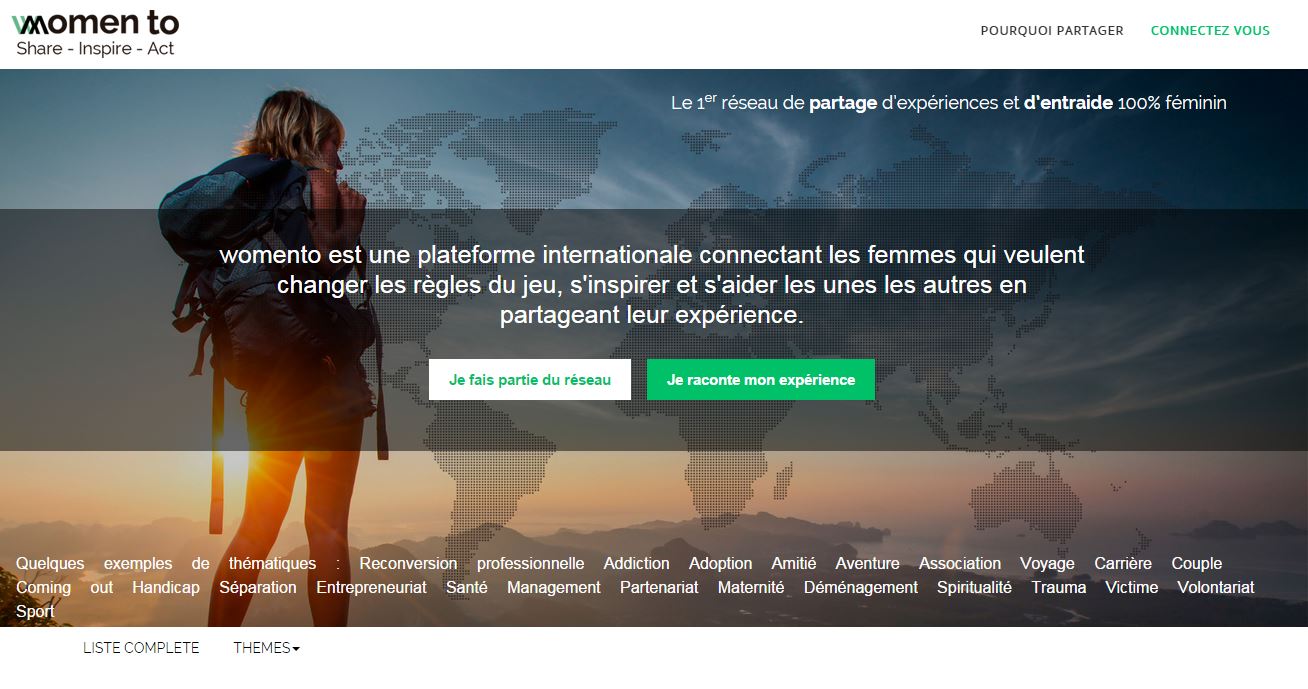 women to
Share - Inspire - Act
POURQUOI PARTAGER
CONNECTEZ VOUS
Le 1er réseau de partage d'expériences et d'entraide 100% féminin
womento est une plateforme internationale connectant les femmes qui veulent
changer les règles du jeu, s'inspirer et s'aider les unes les autres en
partageant leur expérience.
Je fais partie du réseau
Je raconte mon expérience
Quelques exemples de thématiques : Reconversion professionnelle Addiction Adoption Amitié Aventure Association Voyage Carrière Couple
Coming out Handicap Séparation Entrepreneuriat Santé Management Partenariat Maternité Déménagement Spiritualité Trauma Victime Volontariat
Sport
LISTE COMPLETE
THEMES